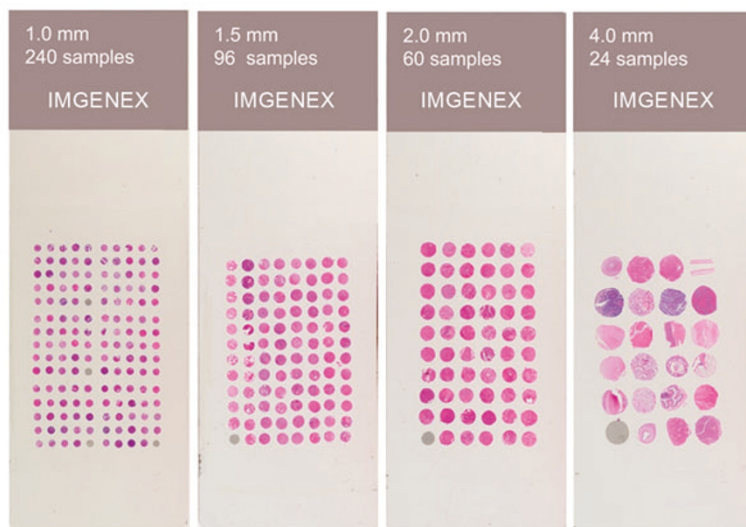 1.0 mm
240 samples
IMGENEX
1.5 mm
96 samples
IMGENEX
2.0 mm
60 samples
IMGENEX
4.0 mm
24 samples
IMGENEX